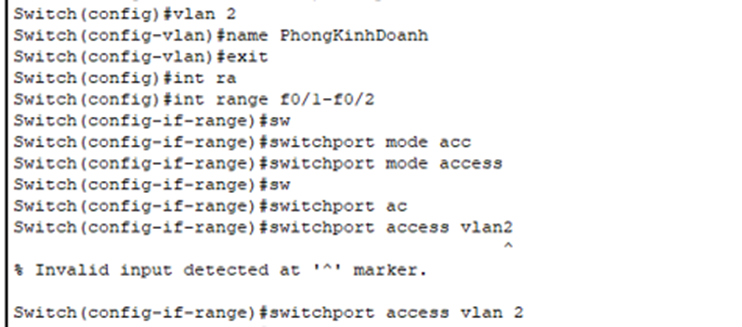 Switch(config)#vlan 2
Switch(config-vlan)#name PhongKinhDoanh
Switch(config-vlan)#exit
Switch(config)#int ra
Switch(config)#int range f0/1-f0/2
Switch(config-if-range)#sw
Switch(config-if-range)#switchport mode acc
Switch(config-if-range)#switchport mode access
Switch(config-if-range)#sw
Switch(config-if-range)#switchport ac
Switch(config-if-range)#switchport access vlan2
^
% Invalid input detected at '^' marker.
Switch(config-if-range)#switchport access vlan 2